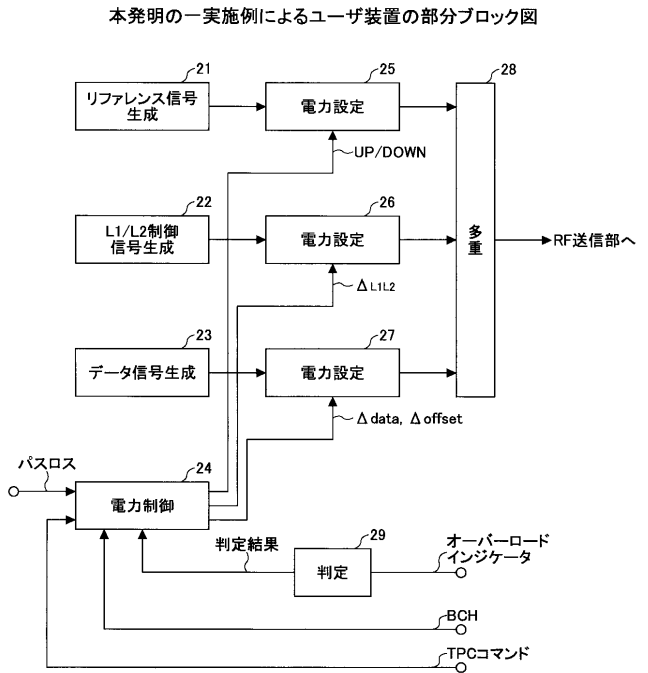 本発明の一実施例によるユーザ装置の部分ブロック図
21
リファレンス信号
生成
25
電力設定
28
UP/DOWN
22
L1/L2制御
信号生成
26
電力設定
多重
RF送信部へ
ΔL1L2
23
データ信号生成
27
電力設定
Δdata, Δoffset
パスロス
24
電力制御
判定結果
29
判定
オーバーロード
インジケータ
BCH
TPCコマンド